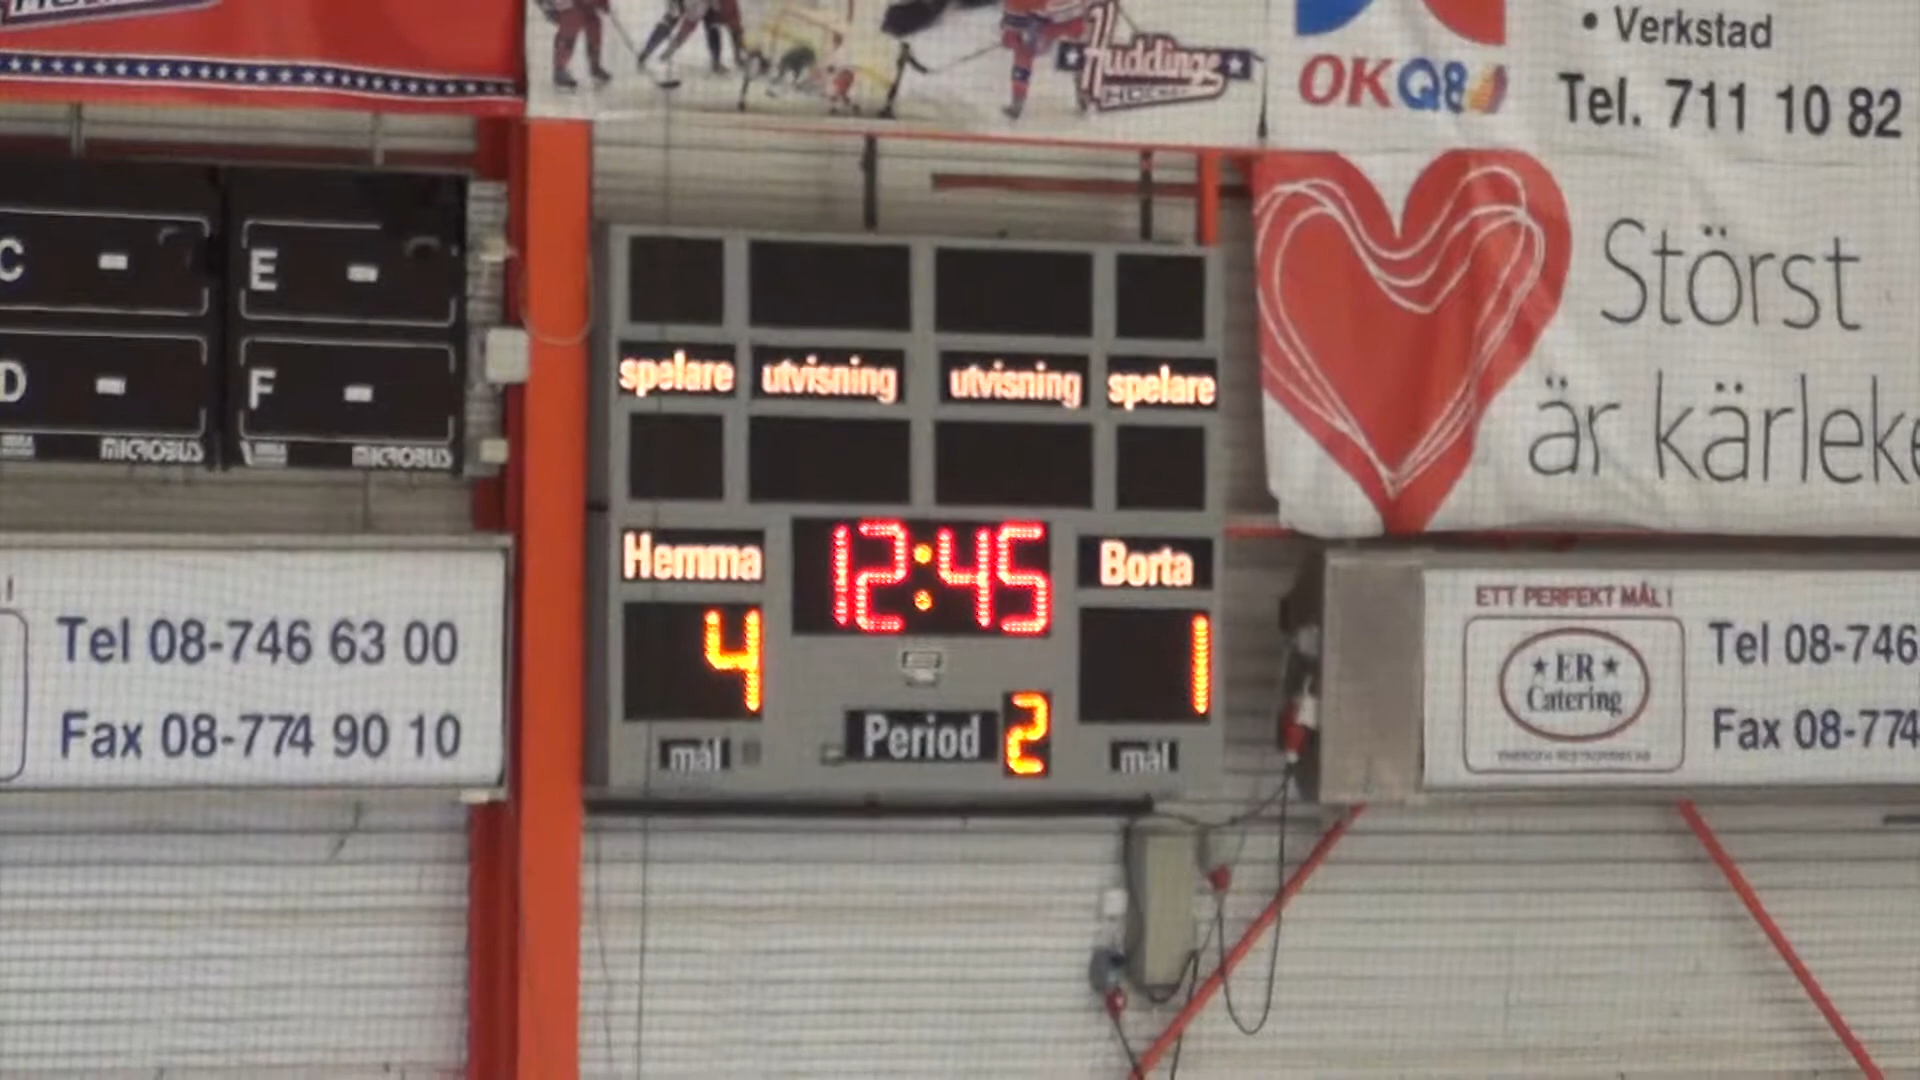 Huddinge
HOCKEY
OKQ8
• Verkstad
Tel. 711 10 82
Störst
är kärleke
C -
E -
D -
F -
MICROBUS
MICROBUS
spelare utvisning utvisning spelare
Hemma 12:45 Borta
4 1
mål Period 2 mål
Tel 08-746 63 00
Fax 08-774 90 10
ETT PERFEKT MÅL!
ER
Catering
Tel 08-746
Fax 08-774